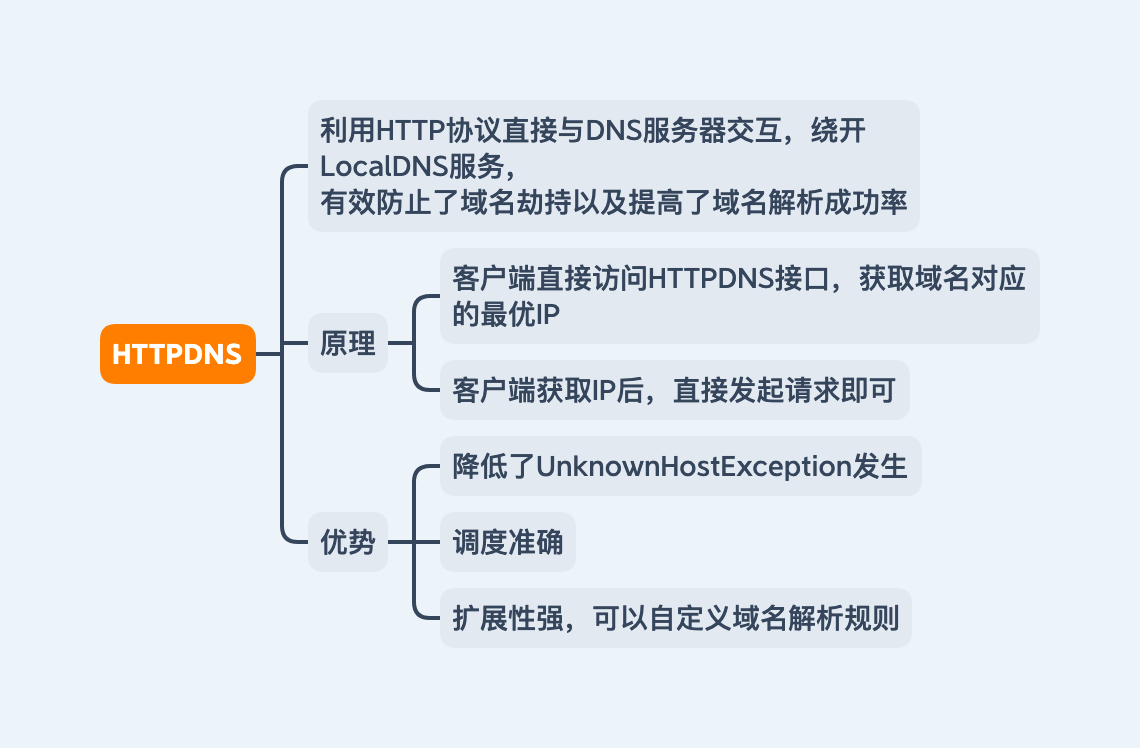 HTTPDNS
利用HTTP协议直接与DNS服务器交互，绕开
LocalDNS服务，
有效防止了域名劫持以及提高了域名解析成功率
原理
客户端直接访问HTTPDNS接口，获取域名对应
的最优IP
客户端获取IP后，直接发起请求即可
优势
降低了UnknownHostException发生
调度准确
扩展性强，可以自定义域名解析规则